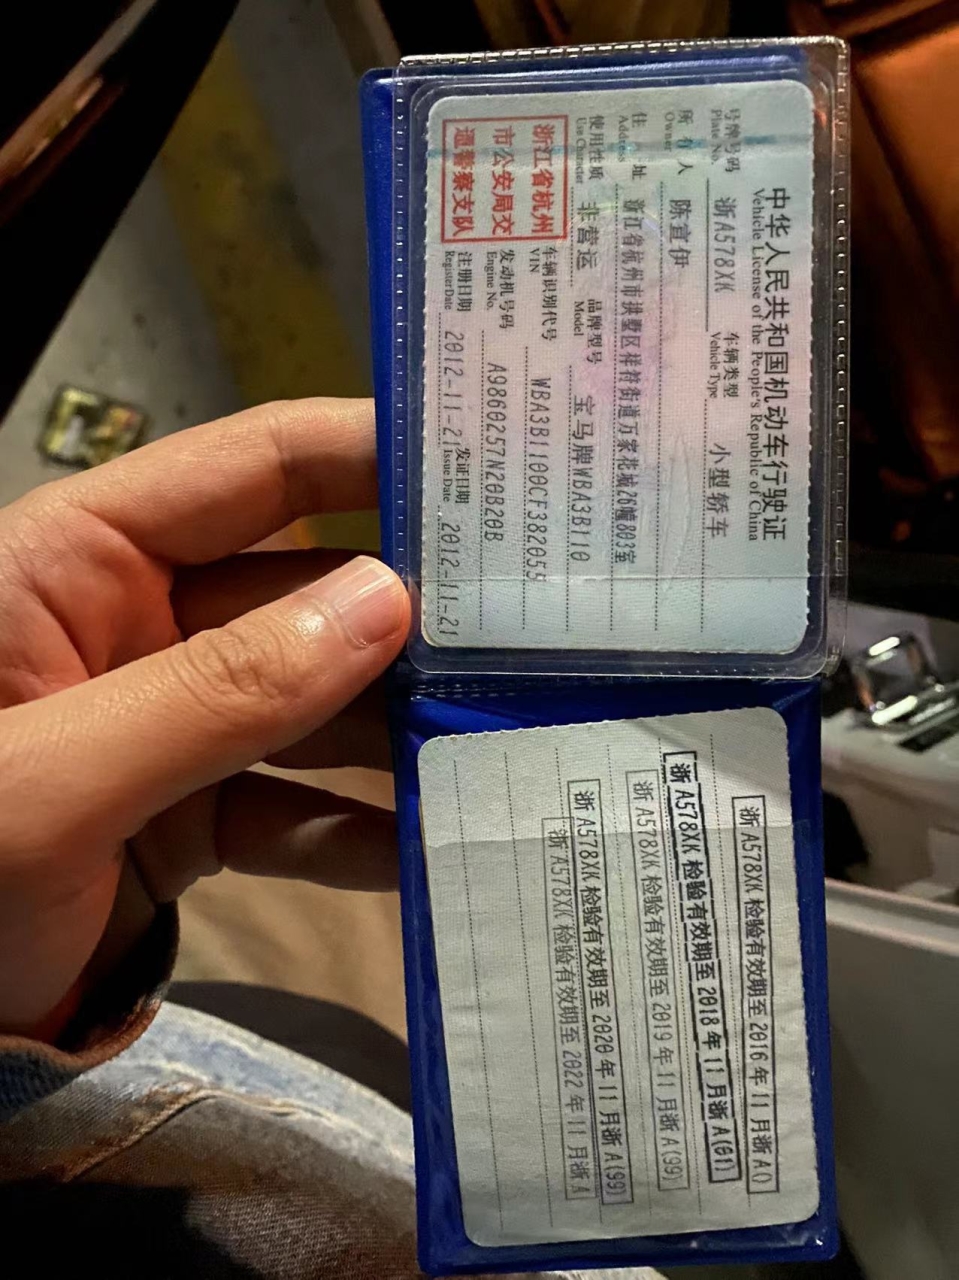 中华人民共和国机动车行驶证
Vehicle License of the People's Republic of China
号牌号码 浙A578XK 车辆类型 小型轿车
Plate No. Vehicle Type
所有人 陈宜伊
Owner
住址 浙江省杭州市拱墅区祥符街道万家花城26幢803室
Address
使用性质 非营运 品牌型号 宝马牌WBA3B110
Use Character Model
浙江省杭州
市公安局交
通警察支队
车辆识别代号 WBA3B1100CF382055
VIN
发动机号码 A9860257N20B20B
Engine No.
注册日期 2012-11-21 发证日期 2012-11-21
Register Date Issue Date
浙A578XK 检验有效期至 2016年11月浙A()
浙A578XK 检验有效期至 2018年11月浙A(61)
浙A578XK 检验有效期至 2019年11月浙A(99)
浙A578XK 检验有效期至 2020年11月浙A(99)
浙A578XK 检验有效期至 2022年11月浙A